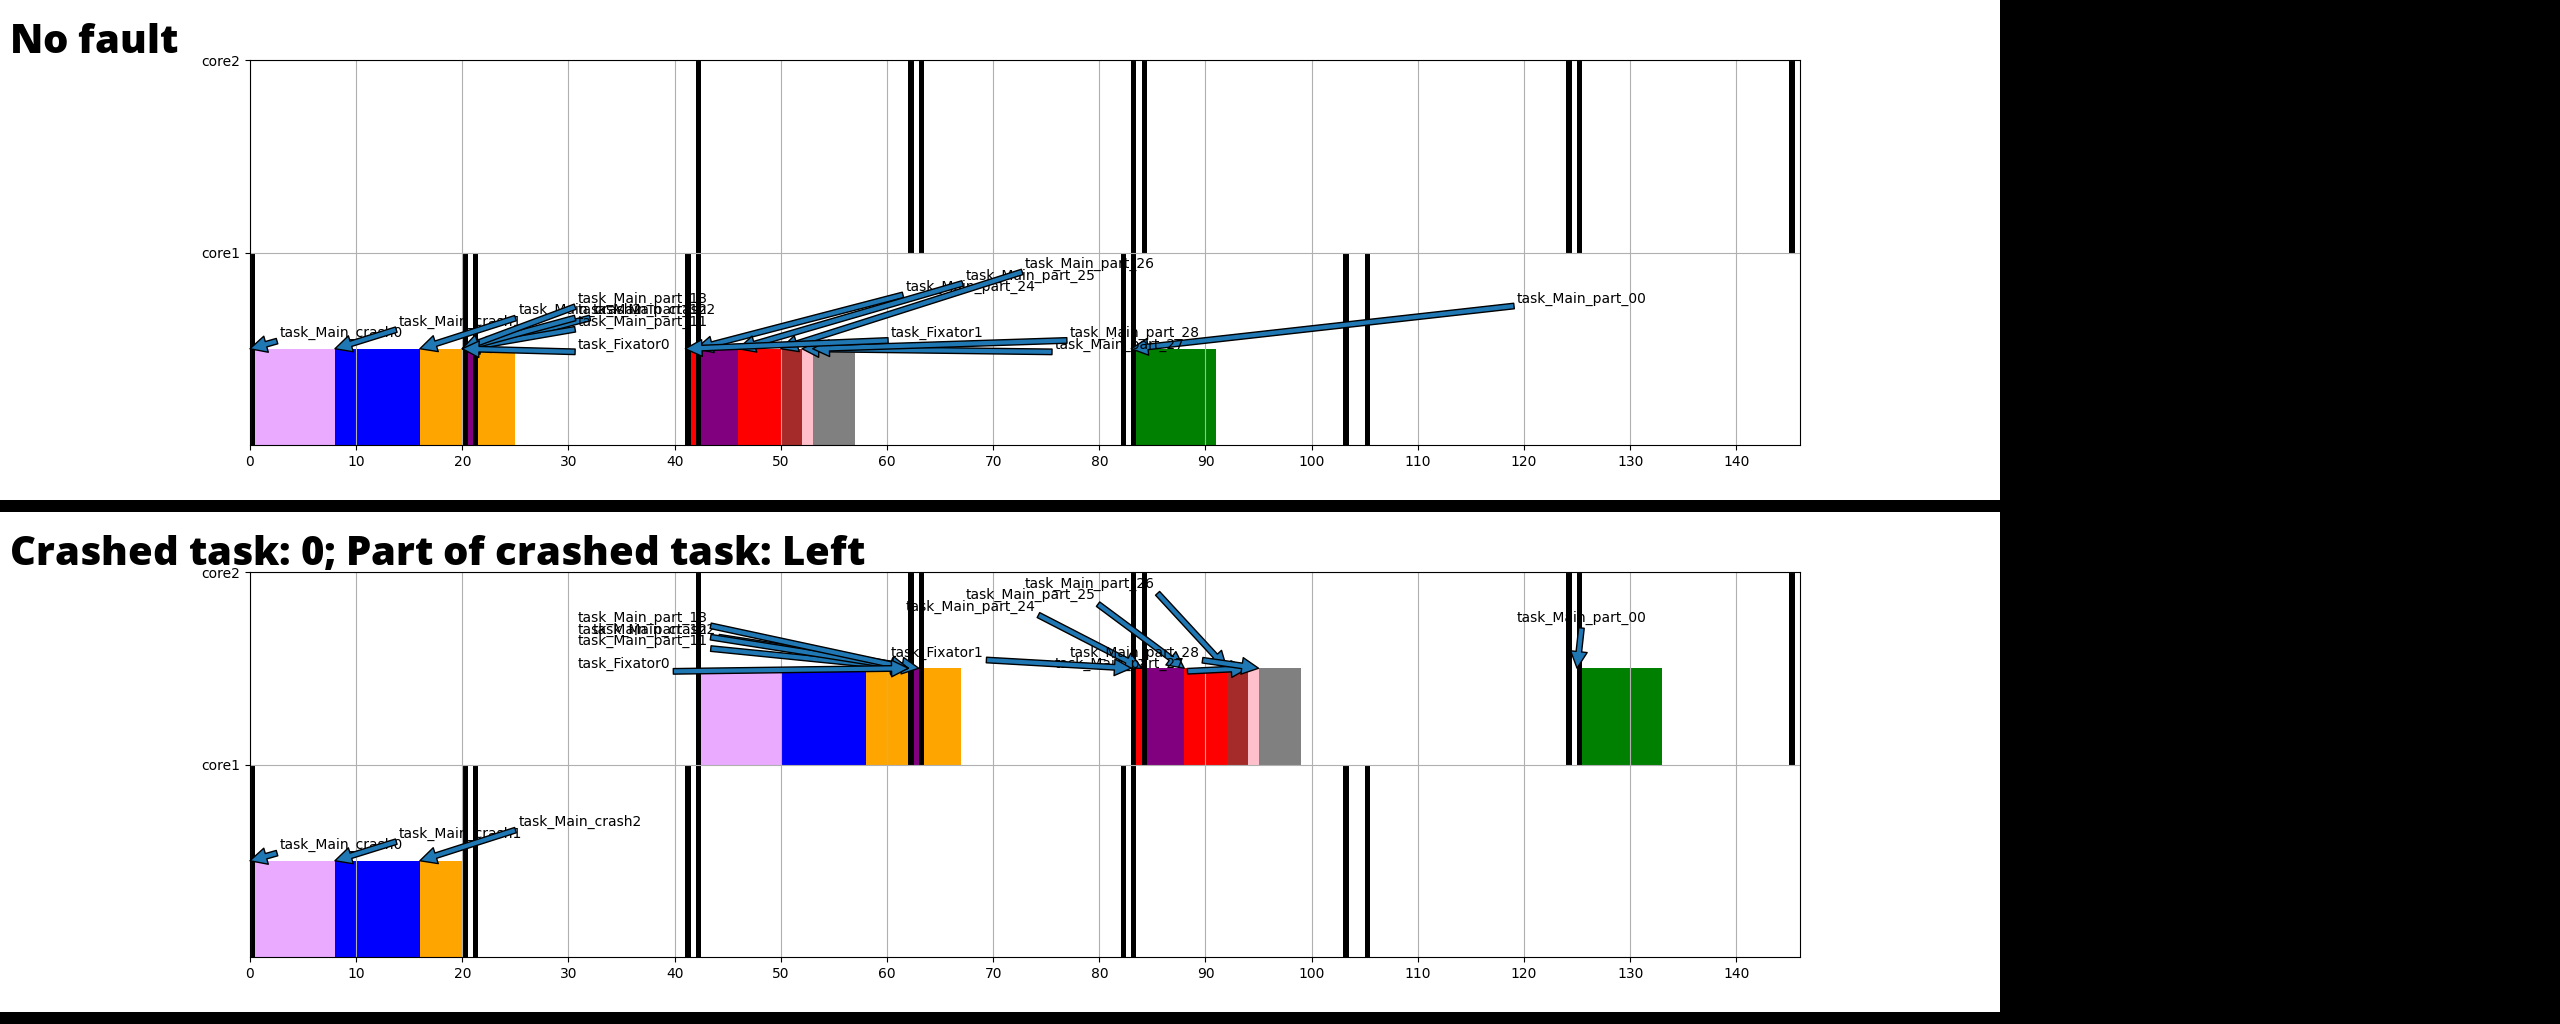 No fault
core2
core1
task_Main_part_26
task_Main_part_25
task_Main_part_24
task_Main_part_13
task_Main_part_00
task_Main_part_11
task_Main_crash0
task_Fixator1
task_Main_part_28
task_Fixator0
task_Main_part_27
0 10 20 30 40 50 60 70 80 90 100 110 120 130 140
Crashed task: 0; Part of crashed task: Left
core2
task_Main_part_26
task_Main_part_25
task_Main_part_24
task_Main_part_13
task_Main_part_00
task_Main_part_11
task_Fixator1
task_Main_part_28
task_Fixator0
task_Main_part_27
core1
task_Main_crash2
task_Main_crash1
task_Main_crash0
0 10 20 30 40 50 60 70 80 90 100 110 120 130 140